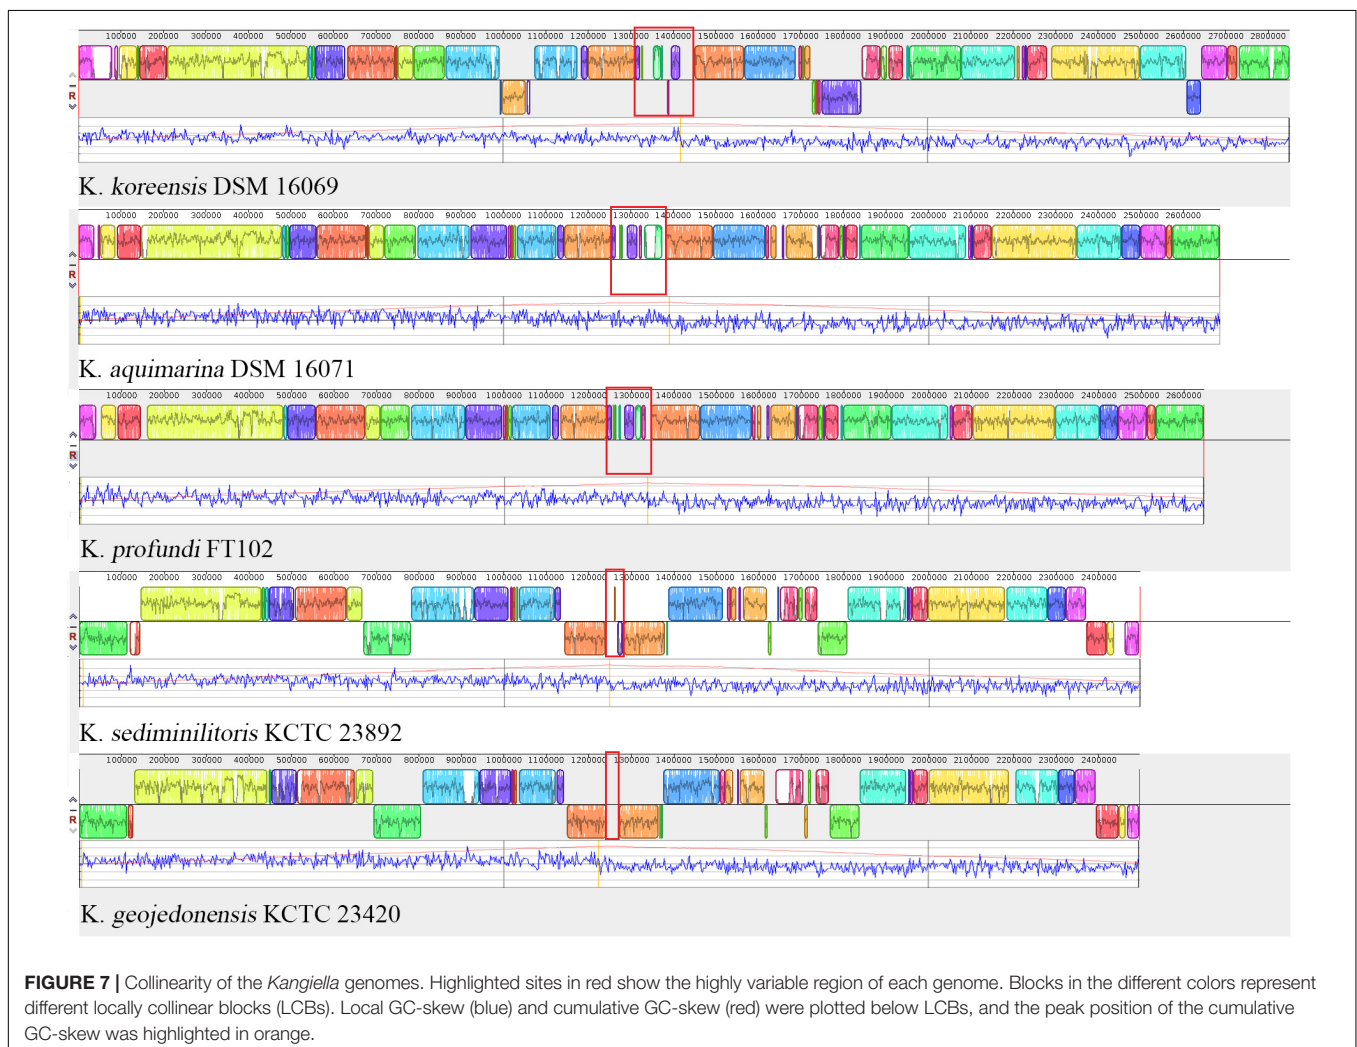 100000 200000 300000 400000 500000 600000 700000 800000 900000 1000000 1100000 1200000 1300000 1400000 1500000 1600000 1700000 1800000 1900000 2000000 2100000 2200000 2300000 2400000 2500000 2600000 2700000 2800000
R
K. koreensis DSM 16069
100000 200000 300000 400000 500000 600000 700000 800000 900000 1000000 1100000 1200000 1300000 1400000 1500000 1600000 1700000 1800000 1900000 2000000 2100000 2200000 2300000 2400000 2500000 2600000
R
K. aquimarina DSM 16071
100000 200000 300000 400000 500000 600000 700000 800000 900000 1000000 1100000 1200000 1300000 1400000 1500000 1600000 1700000 1800000 1900000 2000000 2100000 2200000 2300000 2400000 2500000 2600000
R
K. profundi FT102
100000 200000 300000 400000 500000 600000 700000 800000 900000 1000000 1100000 1200000 1300000 1400000 1500000 1600000 1700000 1800000 1900000 2000000 2100000 2200000 2300000 2400000
R
K. sediminilitoris KCTC 23892
100000 200000 300000 400000 500000 600000 700000 800000 900000 1000000 1100000 1200000 1300000 1400000 1500000 1600000 1700000 1800000 1900000 2000000 2100000 2200000 2300000 2400000
R
K. geojedonensis KCTC 23420
FIGURE 7 | Collinearity of the Kangiella genomes. Highlighted sites in red show the highly variable region of each genome. Blocks in the different colors represent
different locally collinear blocks (LCBs). Local GC-skew (blue) and cumulative GC-skew (red) were plotted below LCBs, and the peak position of the cumulative
GC-skew was highlighted in orange.